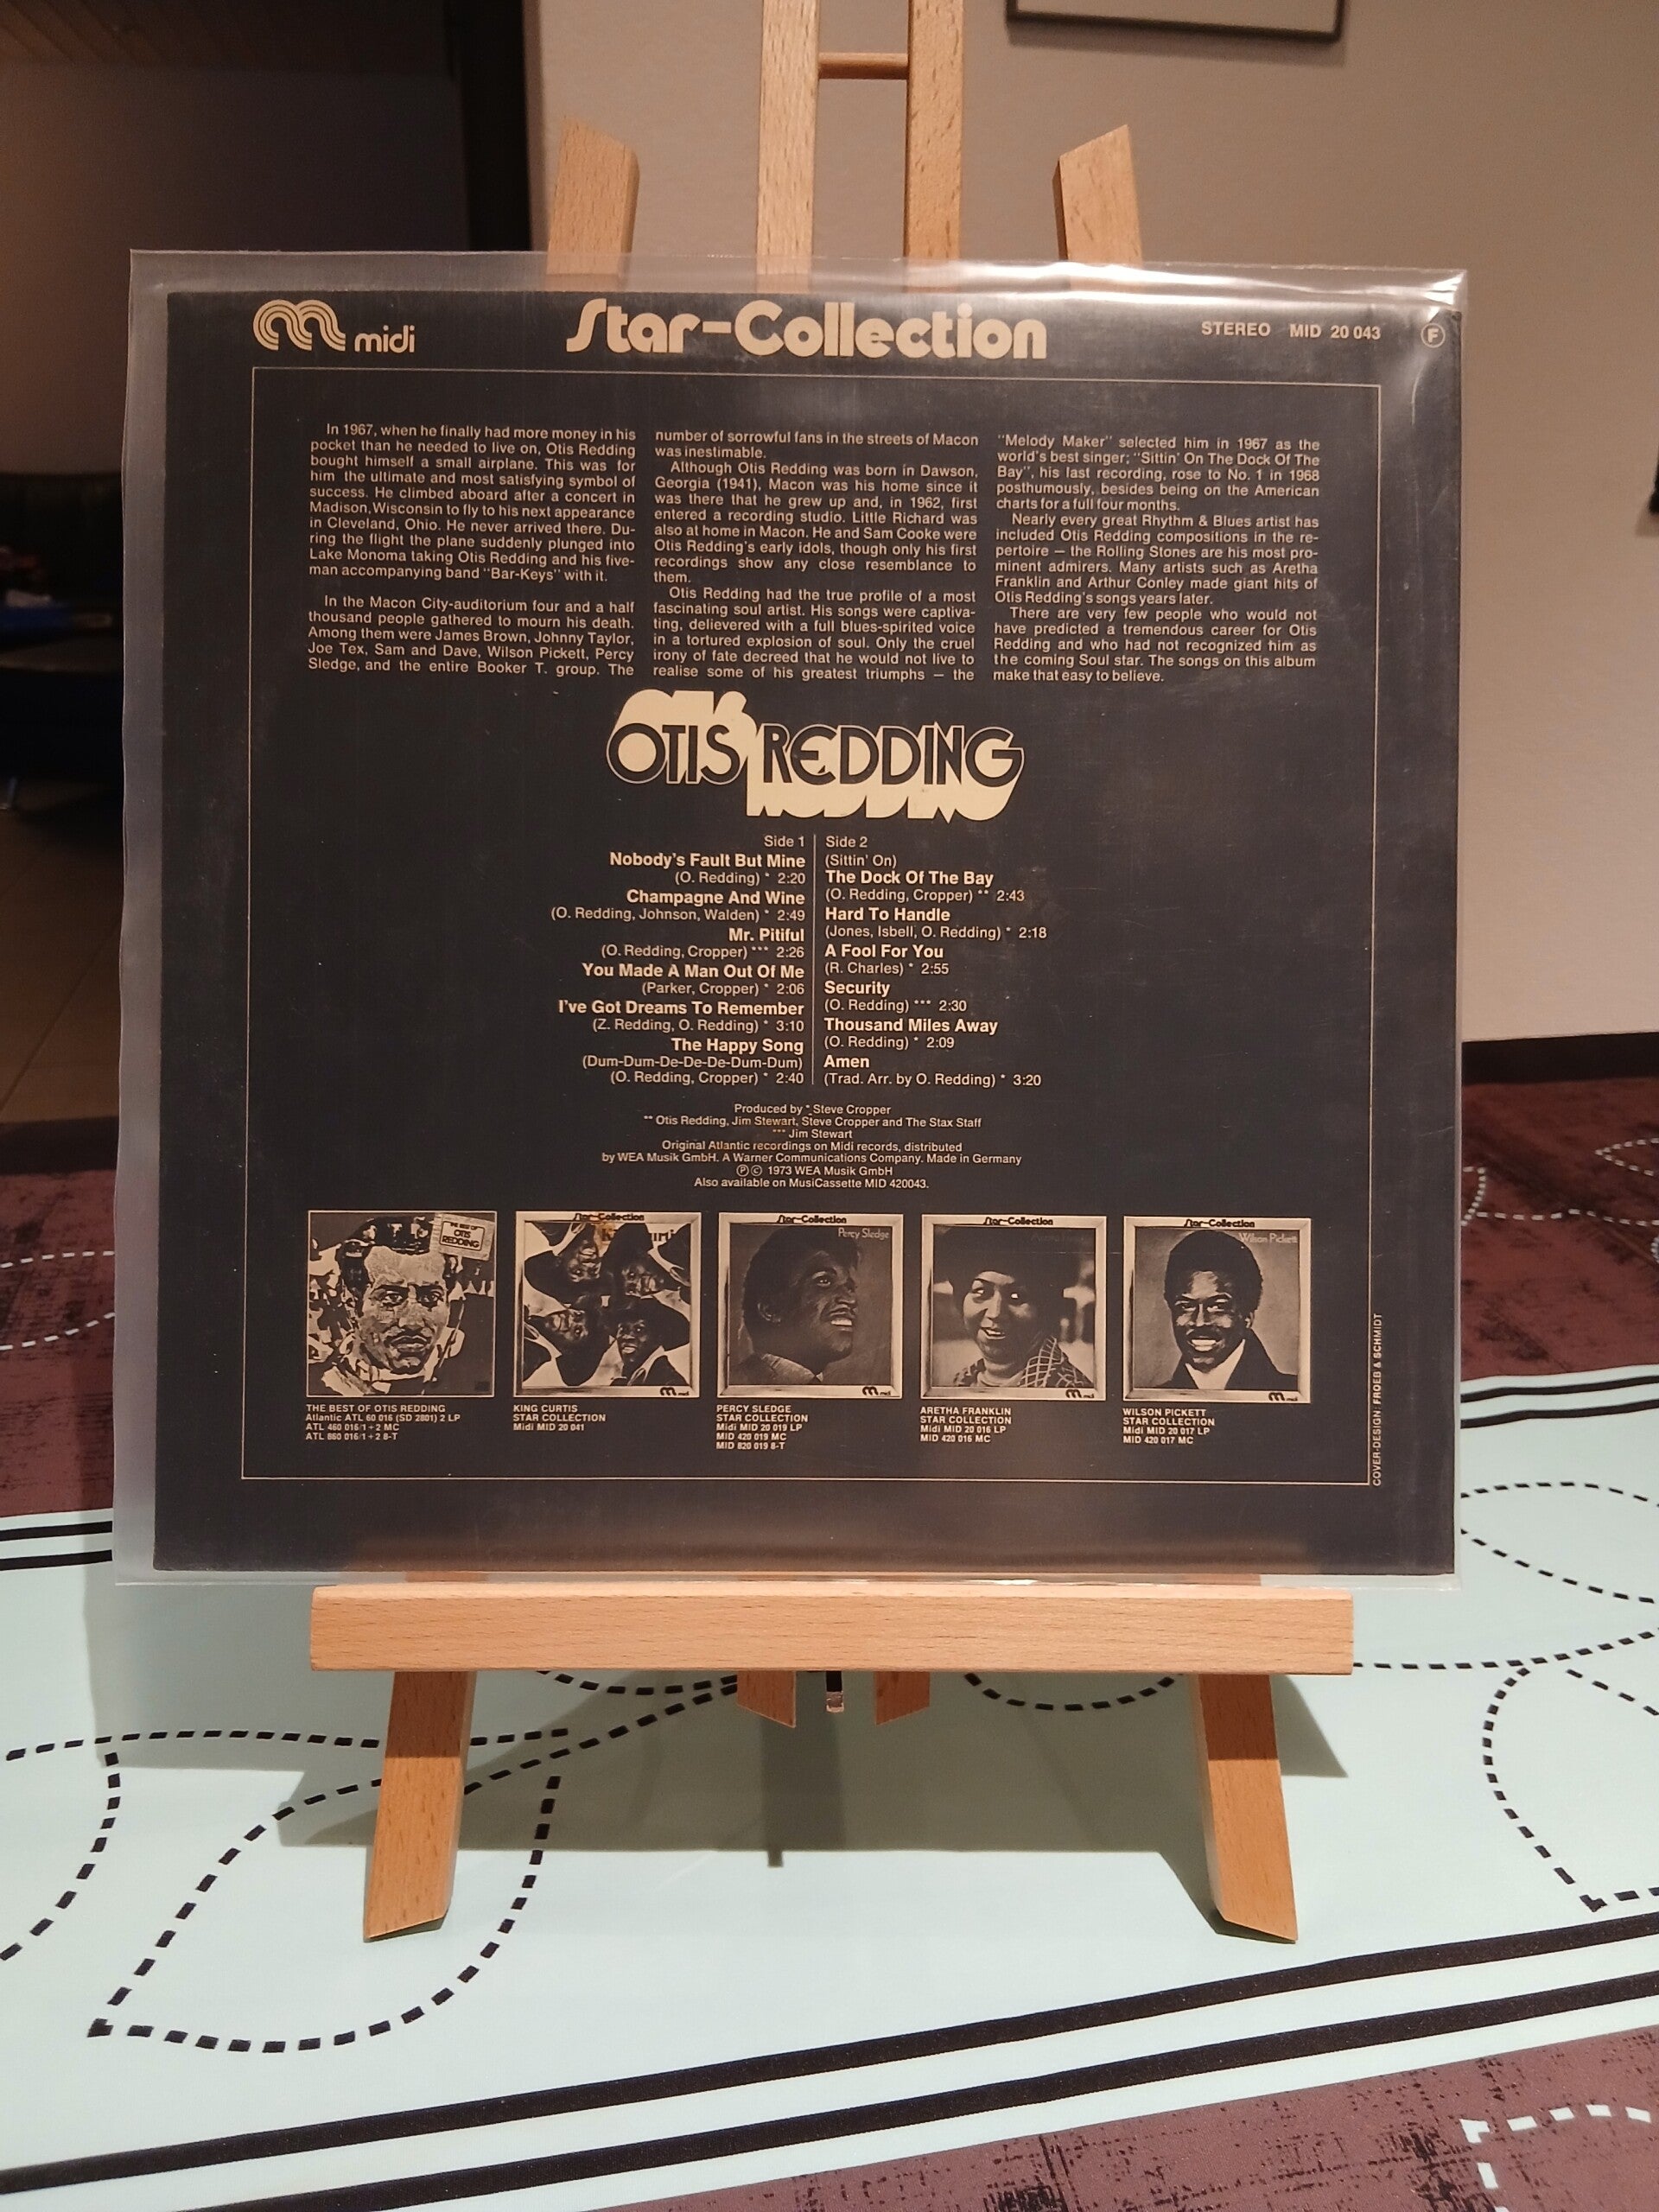 midi
Star-Collection
STEREO MID 20 043
F
In 1967, when he finally had more money in his
pocket than he needed to live on, Otis Redding
bought himself a small airplane. This was for
him the ultimate and most satisfying symbol of
success. He climbed aboard after a concert in
Madison, Wisconsin to fly to his next appearance
in Cleveland, Ohio. He never arrived there. Du-
ring the flight the plane suddenly plunged into
Lake Monoma taking Otis Redding and his five-
man accompanying band "Bar-Keys" with it.
In the Macon City-auditorium four and a half
thousand people gathered to mourn his death.
Among them were James Brown, Johnny Taylor,
Joe Tex, Sam and Dave, Wilson Pickett, Percy
Sledge, and the entire Booker T. group. The
number of sorrowful fans in the streets of Macon
was inestimable.
Although Otis Redding was born in Dawson,
Georgia (1941), Macon was his home since it
was there that he grew up and, in 1962, first
entered a recording studio. Little Richard was
also at home in Macon. He and Sam Cooke were
Otis Redding's early idols, though only his first
recordings show any close resemblance to
them.
Otis Redding had the true profile of a most
fascinating soul artist. His songs were captiva-
ting, delievered with a full blues-spirited voice
in a tortured explosion of soul. Only the cruel
irony of fate decreed that he would not live to
realise some of his greatest triumphs – the
"Melody Maker" selected him in 1967 as the
world's best singer; "Sittin' On The Dock Of The
Bay", his last recording, rose to No. 1 in 1968
posthumously, besides being on the American
charts for a full four months.
Nearly every great Rhythm & Blues artist has
included Otis Redding compositions in the re-
pertoire – the Rolling Stones are his most pro-
minent admirers. Many artists such as Aretha
Franklin and Arthur Conley made giant hits of
Otis Redding's songs years later.
There are very few people who would not
have predicted a tremendous career for Otis
Redding and who had not recognized him as
the coming Soul star. The songs on this album
make that easy to believe.
OTIS REDDING
Side 1
Nobody's Fault But Mine
(O. Redding) * 2:20
Champagne And Wine
(O. Redding, Johnson, Walden) * 2:49
Mr. Pitiful
(O. Redding, Cropper) *** 2:26
You Made A Man Out Of Me
(Parker, Cropper) * 2:06
I've Got Dreams To Remember
(Z. Redding, O. Redding) * 3:10
The Happy Song
(Dum-Dum-De-De-De-Dum-Dum)
(O. Redding, Cropper) * 2:40
Side 2
(Sittin' On)
The Dock Of The Bay
(O. Redding, Cropper) ** 2:43
Hard To Handle
(Jones, Isbell, O. Redding) * 2:18
A Fool For You
(R. Charles) * 2:55
Security
(O. Redding) *** 2:30
Thousand Miles Away
(O. Redding) * 2:09
Amen
(Trad. Arr. by O. Redding) * 3:20
Produced by * Steve Cropper
** Otis Redding, Jim Stewart, Steve Cropper and The Stax Staff
*** Jim Stewart
Original Atlantic recordings on Midi records, distributed
by WEA Musik GmbH. A Warner Communications Company. Made in Germany
Ⓟ© 1973 WEA Musik GmbH
Also available on MusiCassette MID 420043.
THE BEST OF
OTIS
REDDING
Star-Collection
Star-Collection
Percy Sledge
Star-Collection
Star-Collection
Wilson Pickett
THE BEST OF OTIS REDDING
Atlantic ATL 60 016 (SD 2801) 2 LP
ATL 460 016/1+2 MC
ATL 860 016/1+2 8-T
KING CURTIS
STAR COLLECTION
Midi MID 20 041
PERCY SLEDGE
STAR COLLECTION
Midi MID 20 019 LP
MID 420 019 MC
MID 820 019 8-T
ARETHA FRANKLIN
STAR COLLECTION
Midi MID 20 016 LP
MID 420 016 MC
WILSON PICKETT
STAR COLLECTION
Midi MID 20 017 LP
MID 420 017 MC
COVER-DESIGN: FROEB & SCHMIDT